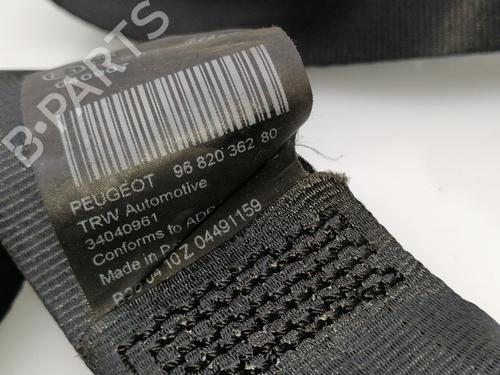 B-PARTS
PEUGEOT 96 820 362 80
TRW Automotive
34040961
Conforms to ADR
Made in
04 10 Z 04491159